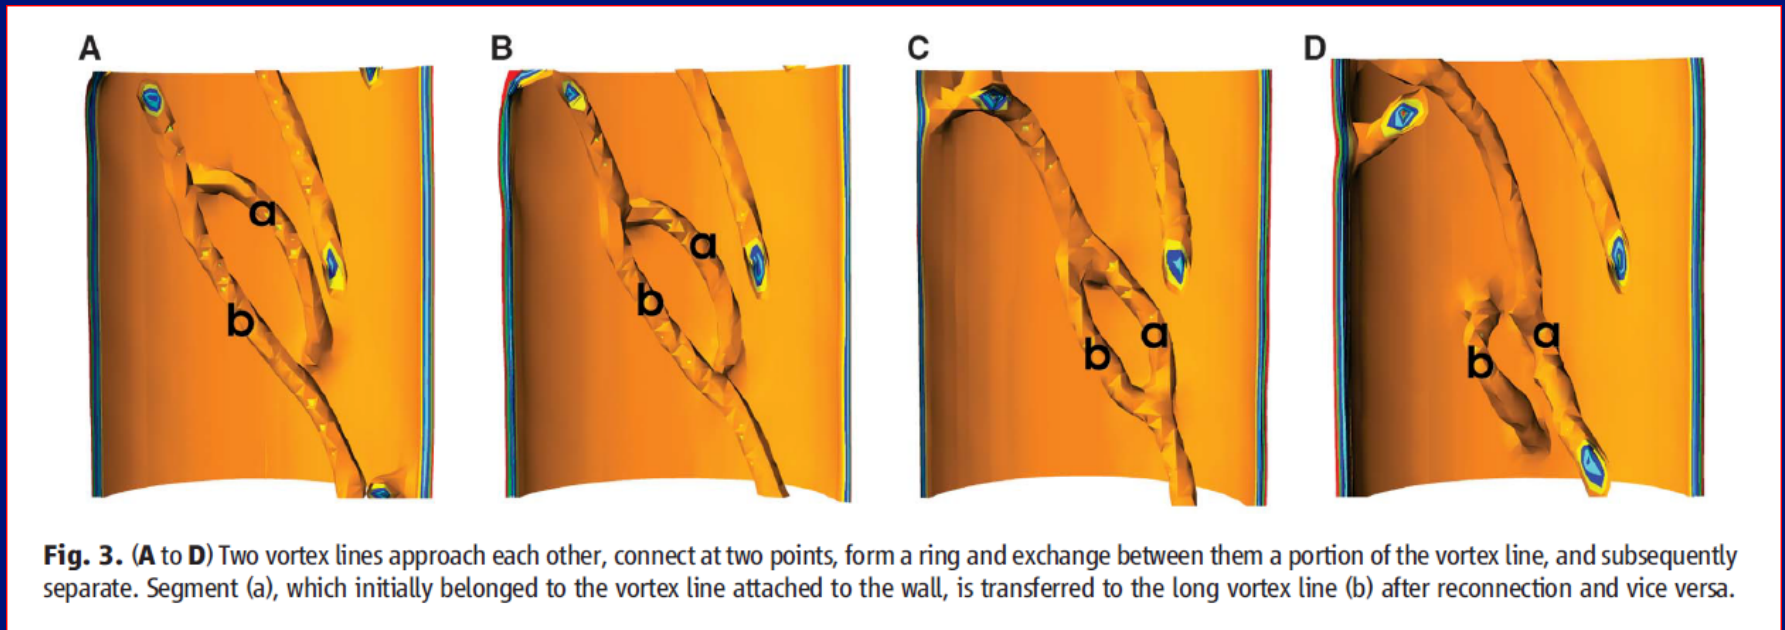 A
B
C
D
a
b
a
b
a
b
a
b
Fig. 3. (A to D) Two vortex lines approach each other, connect at two points, form a ring and exchange between them a portion of the vortex line, and subsequently
separate. Segment (a), which initially belonged to the vortex line attached to the wall, is transferred to the long vortex line (b) after reconnection and vice versa.